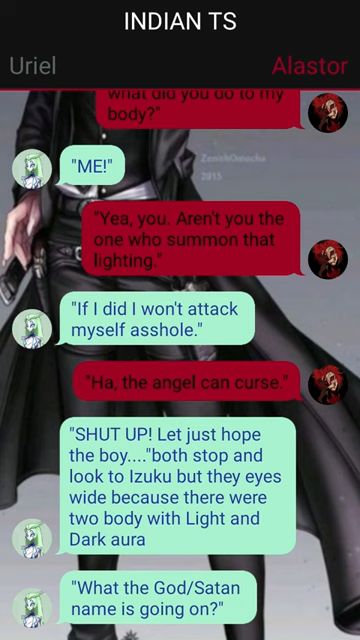 INDIAN TS
Uriel
Alastor
what did you do to my
body?"
ZenithOmocha
2015
"ME!"
"Yea, you. Aren't you the
one who summon that
lighting."
"If I did I won't attack
myself asshole."
"Ha, the angel can curse."
"SHUT UP! Let just hope
the boy...."both stop and
look to Izuku but they eyes
wide because there were
two body with Light and
Dark aura
"What the God/Satan
name is going on?"